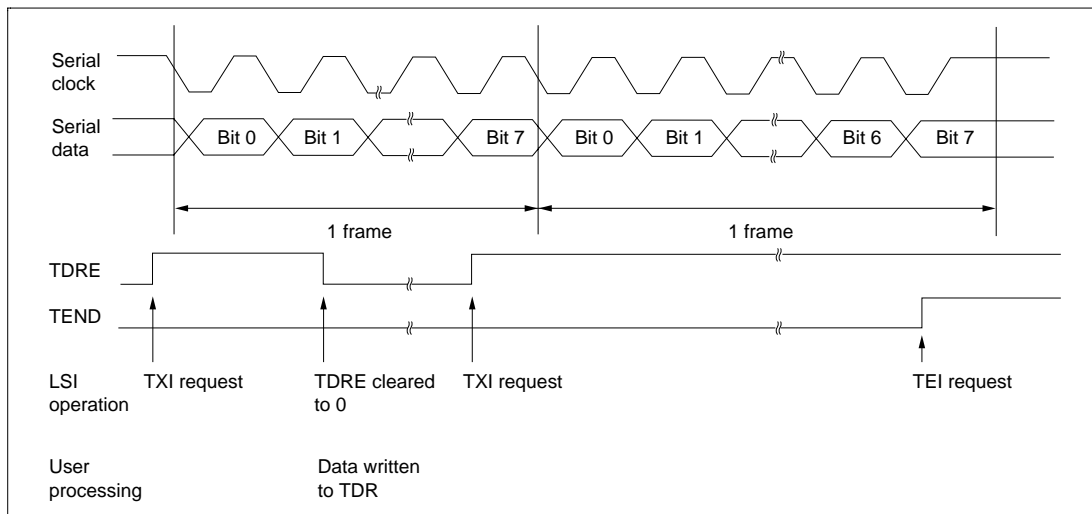 Serial
clock
Serial
data
Bit 0 Bit 1 Bit 7 Bit 0 Bit 1 Bit 6 Bit 7
1 frame 1 frame
TDRE
TEND
LSI
operation
TXI request
TDRE cleared
to 0
TXI request
TEI request
User
processing
Data written
to TDR